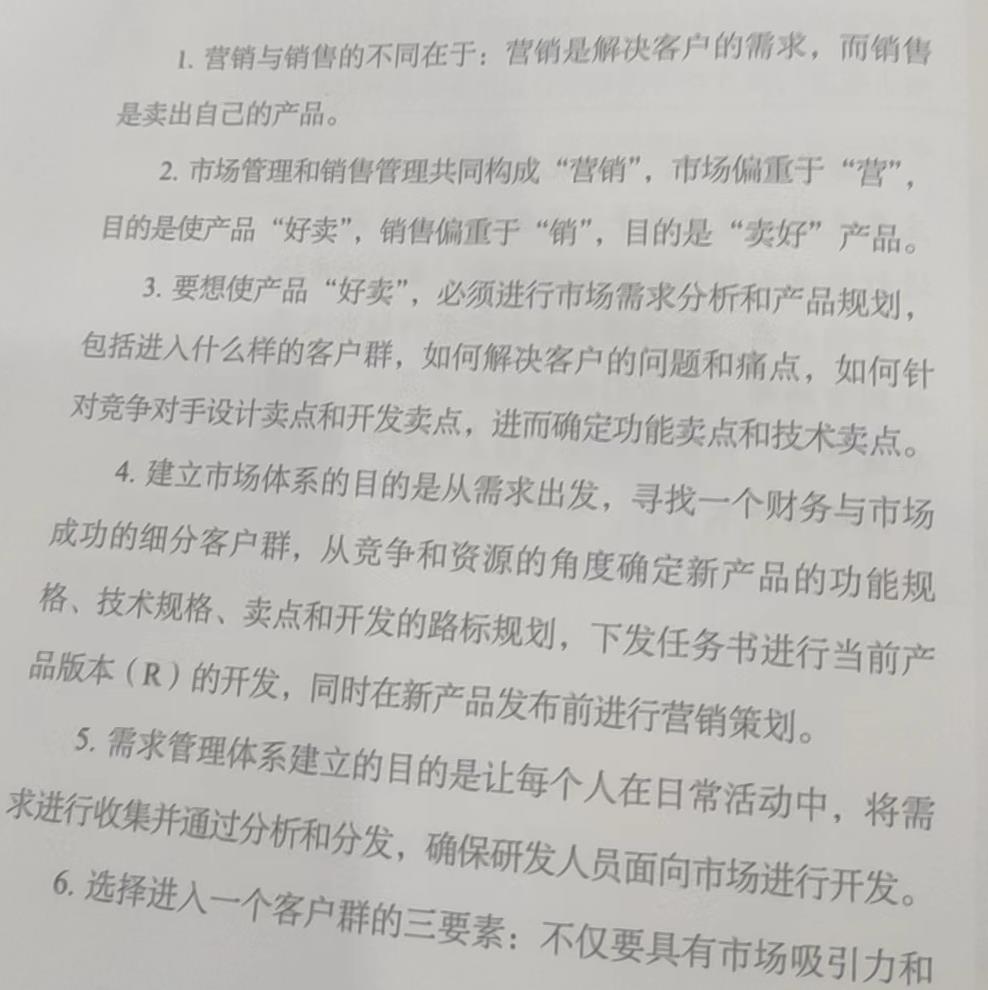 1. 营销与销售的不同在于：营销是解决客户的需求，而销售
是卖出自己的产品。
2. 市场管理和销售管理共同构成“营销”，市场偏重于“营”，
目的是使产品“好卖”，销售偏重于“销”，目的是“卖好”产品。
3. 要想使产品“好卖”，必须进行市场需求分析和产品规划，
包括进入什么样的客户群，如何解决客户的问题和痛点，如何针
对竞争对手设计卖点和开发卖点，进而确定功能卖点和技术卖点。
4. 建立市场体系的目的是从需求出发，寻找一个财务与市场
成功的细分客户群，从竞争和资源的角度确定新产品的功能规
格、技术规格、卖点和开发的路标规划，下发任务书进行当前产
品版本（R）的开发，同时在新产品发布前进行营销策划。
5. 需求管理体系建立的目的是让每个人在日常活动中，将需
求进行收集并通过分析和分发，确保研发人员面向市场进行开发。
6. 选择进入一个客户群的三要素：不仅要具有市场吸引力和